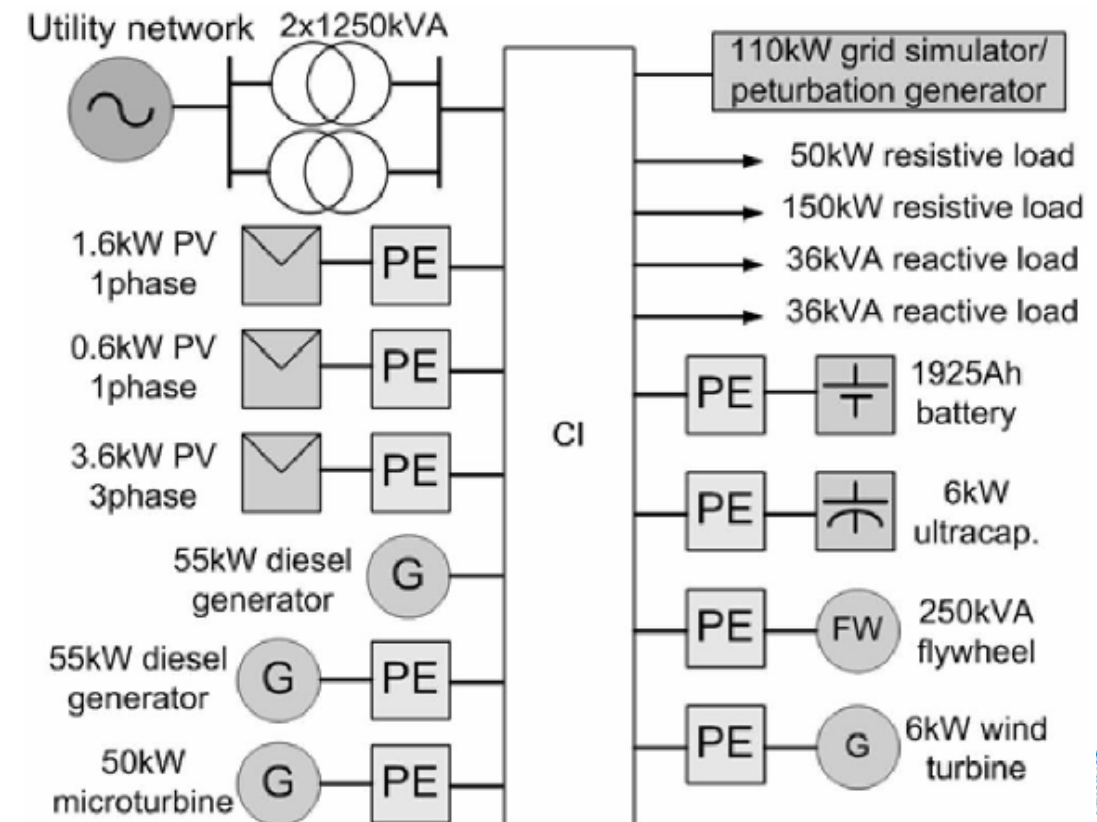 Utility network
2x1250kVA
110kW grid simulator/
peturbation generator
50kW resistive load
150kW resistive load
36kVA reactive load
36kVA reactive load
1.6kW PV
1phase
PE
0.6kW PV
1phase
PE
3.6kW PV
3phase
PE
55kW diesel
generator
G
55kW diesel
generator
G
PE
50kW
microturbine
G
PE
CI
PE
1925Ah
battery
PE
6kW
ultracap.
PE
FW
250kVA
flywheel
PE
G
6kW wind
turbine